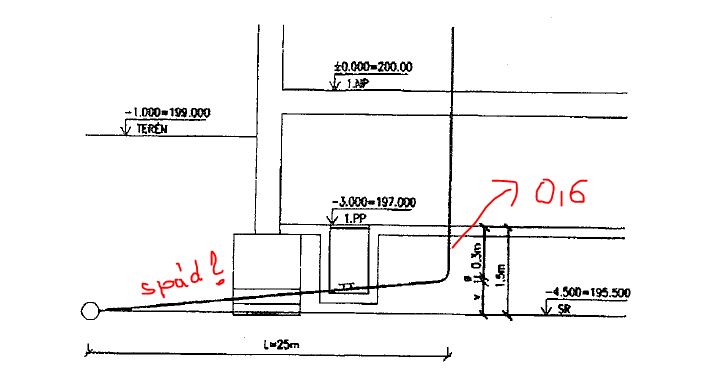 ±0.000=200.00
1.NP
-1.000=199.000
TERÉN
-3.000=197.000
1.PP
0,6
spád?
0.3m
1.5m
-4.500=195.500
SR
L=25m